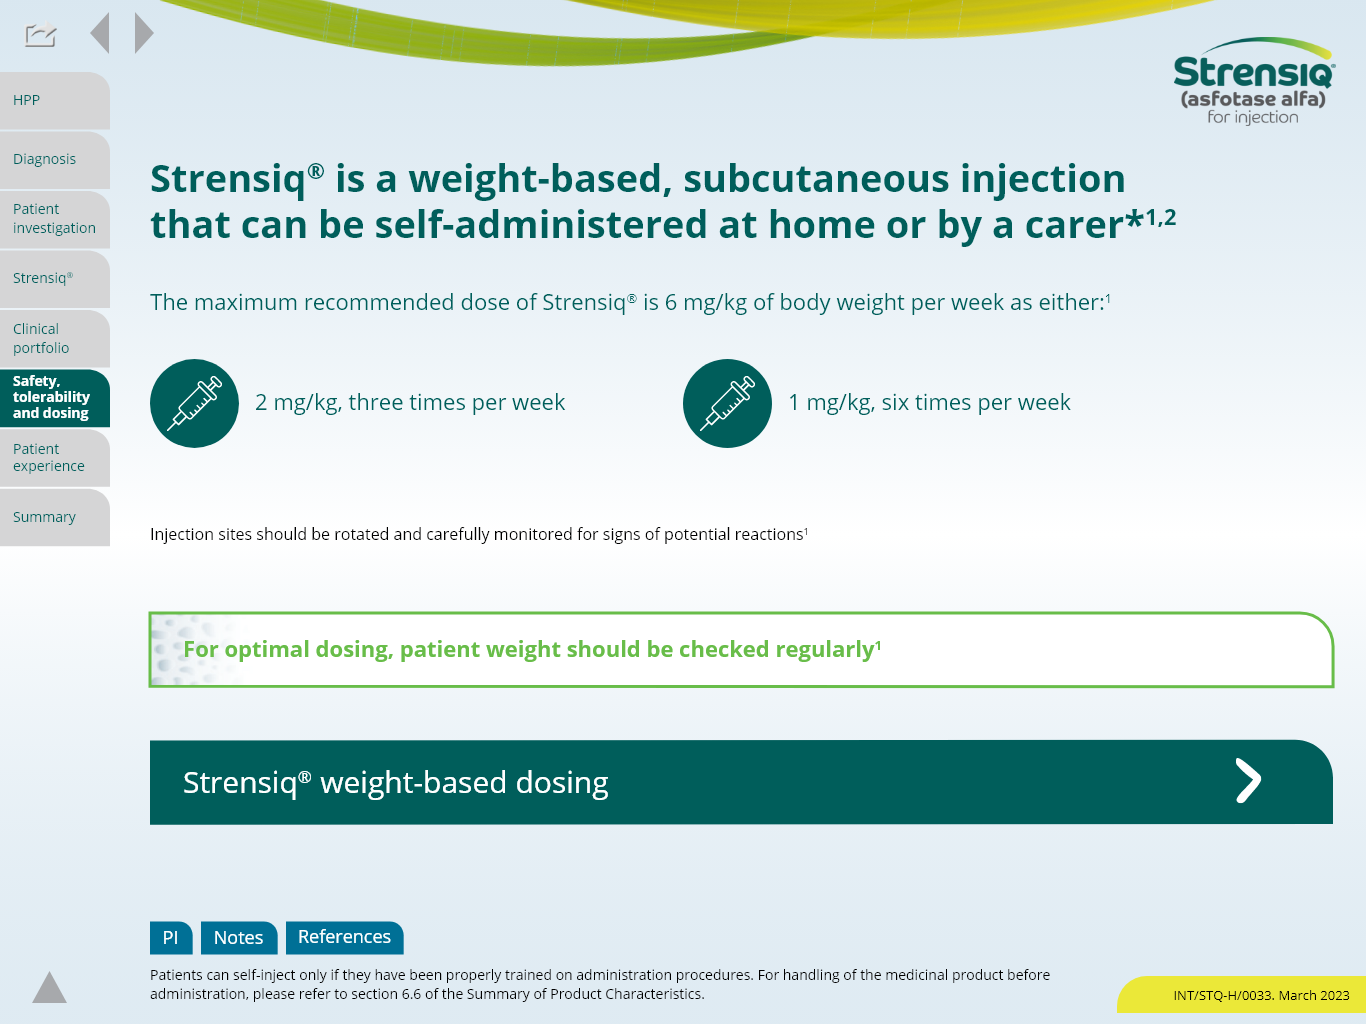 Strensiq®
(asfotase alfa)
for injection
HPP
Diagnosis
Patient
investigation
Strensiq®
Clinical
portfolio
Safety,
tolerability
and dosing
Patient
experience
Summary
Strensiq® is a weight-based, subcutaneous injection
that can be self-administered at home or by a carer*1,2
The maximum recommended dose of Strensiq® is 6 mg/kg of body weight per week as either:1
2 mg/kg, three times per week
1 mg/kg, six times per week
Injection sites should be rotated and carefully monitored for signs of potential reactions1
For optimal dosing, patient weight should be checked regularly1
Strensiq® weight-based dosing
PI
Notes
References
Patients can self-inject only if they have been properly trained on administration procedures. For handling of the medicinal product before
administration, please refer to section 6.6 of the Summary of Product Characteristics.
INT/STQ-H/0033. March 2023